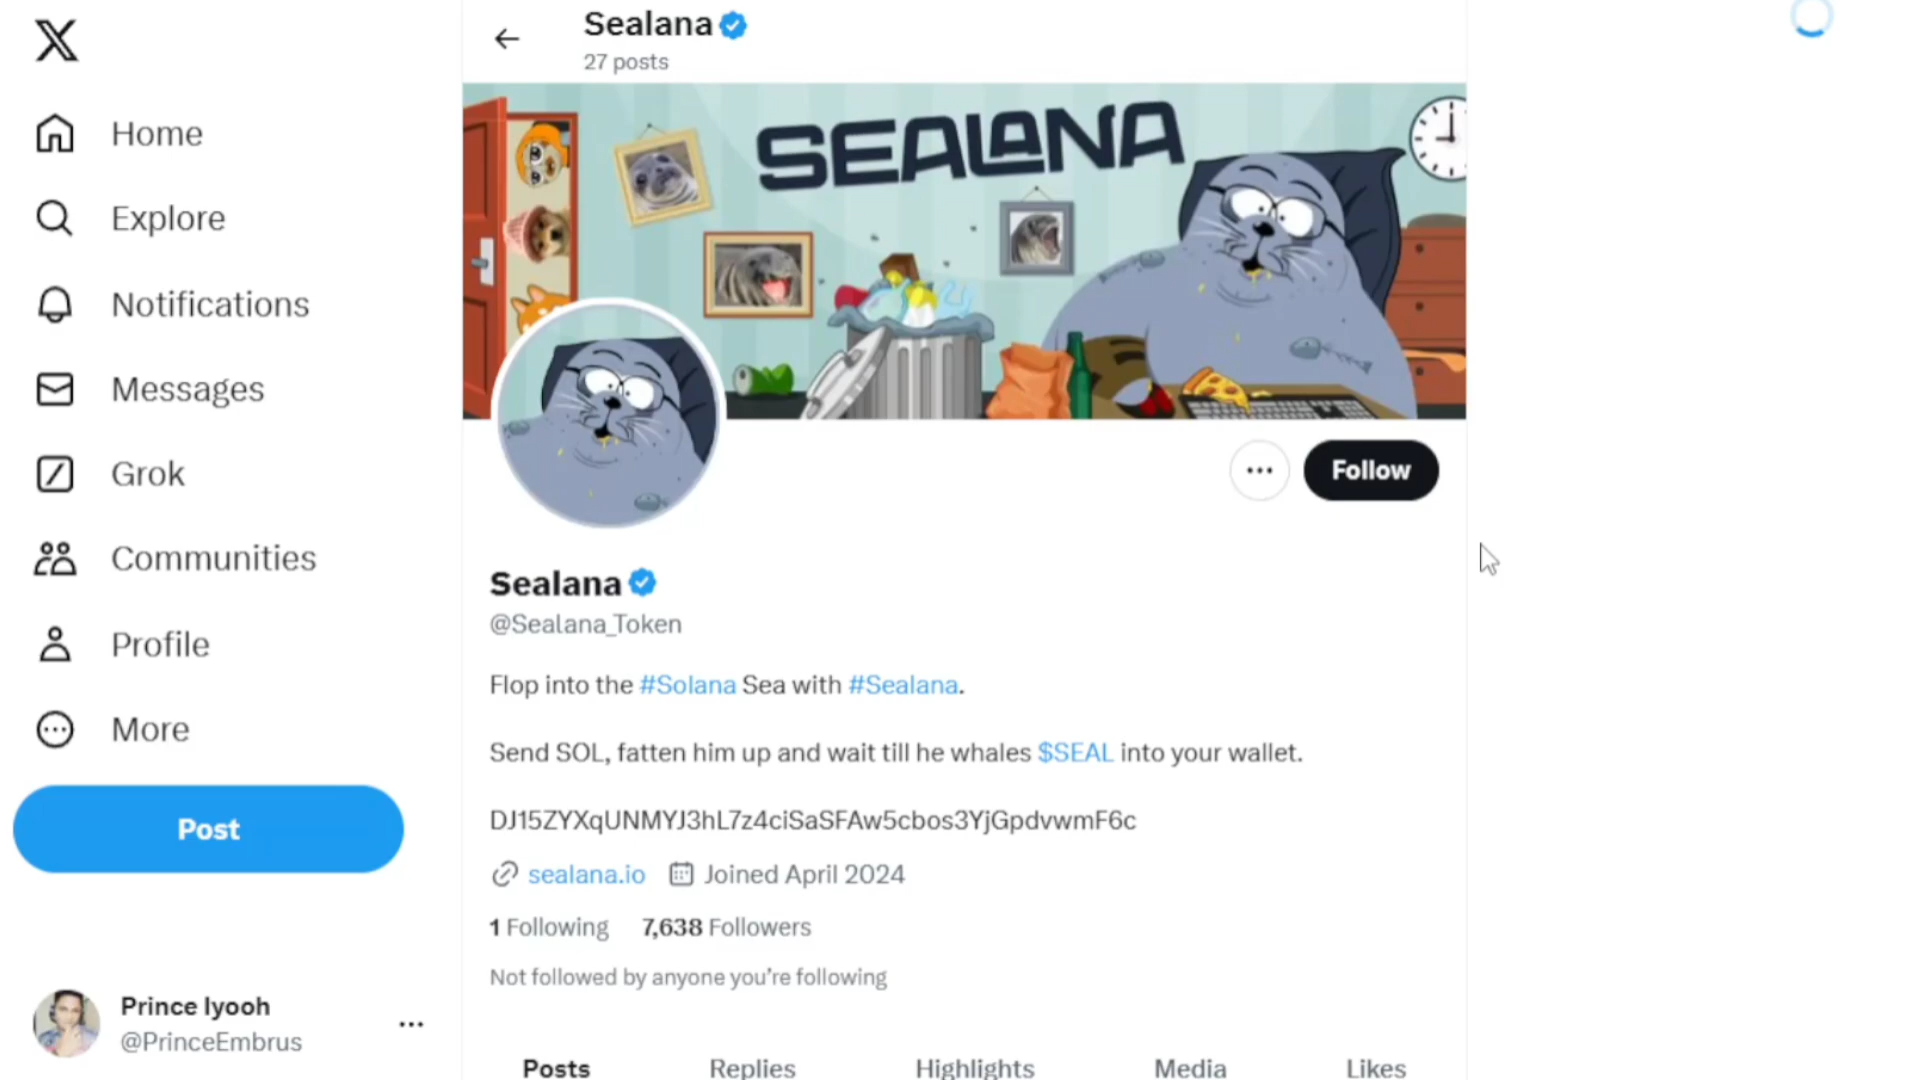 Sealana
27 posts
SEALANA
Home
Explore
Notifications
Messages
Grok
Communities
Profile
More
Post
Prince Iyooh
@PrinceEmbrus
Follow
Sealana
@Sealana_Token
Flop into the #Solana Sea with #Sealana.
Send SOL, fatten him up and wait till he whales $SEAL into your wallet.
DJ15ZYXqUNMYJ3hL7z4ciSaSFAw5cbos3YjGpdvwmF6c
sealana.io Joined April 2024
1 Following 7,638 Followers
Not followed by anyone you’re following
Posts Replies Highlights Media Likes